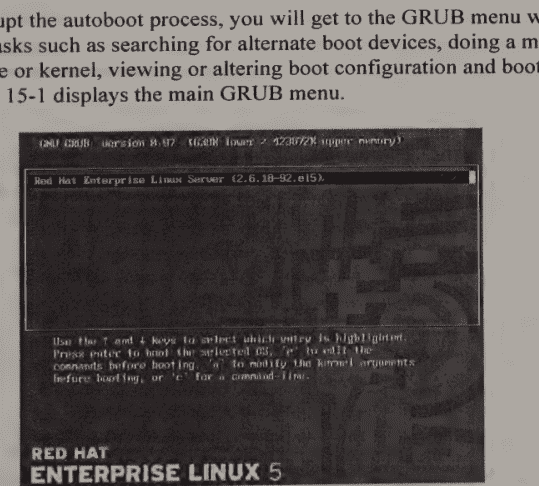 upt the autoboot process, you will get to the GRUB menu w
asks such as searching for alternate boot devices, doing a m
e or kernel, viewing or altering boot configuration and boot
15-1 displays the main GRUB menu.
GNU GRUB version 0.97 (638K lower / upper memory)
Red Hat Enterprise Linux Server (2.6.18-92.el5)
Use the ↑ and ↓ keys to select which entry is highlighted.
Press enter to boot the selected OS, 'e' to edit the
commands before booting, 'a' to modify the kernel arguments
before booting, or 'c' for a command-line.
RED HAT
ENTERPRISE LINUX 5